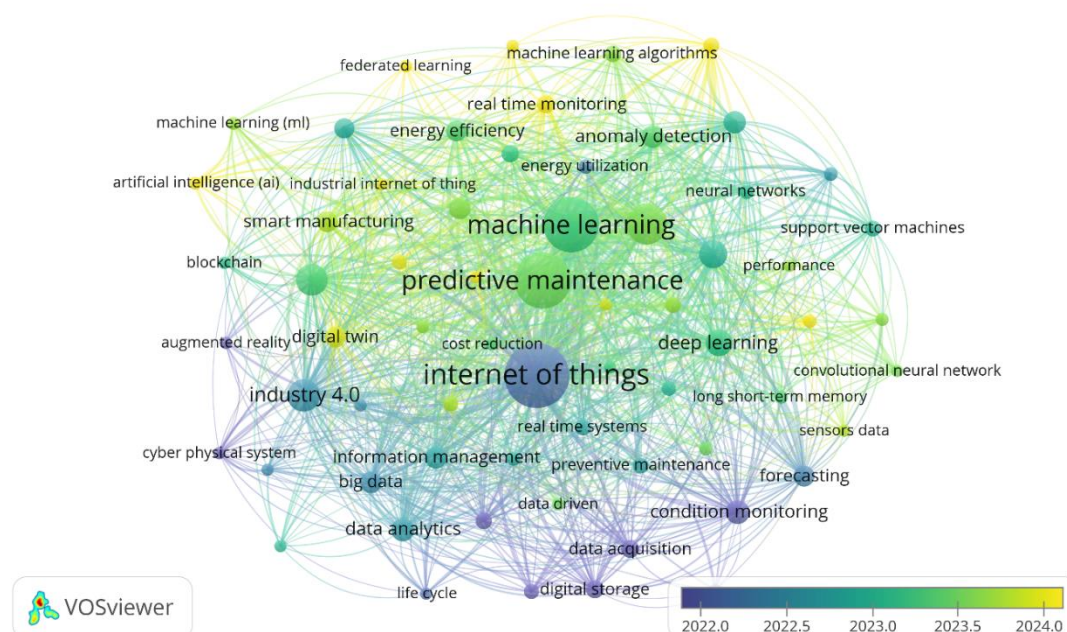 machine learning algorithms
federated learning
real time monitoring
machine learning (ml)
energy efficiency
anomaly detection
energy utilization
artificial intelligence (ai)
industrial internet of thing
neural networks
smart manufacturing
machine learning
support vector machines
blockchain
performance
predictive maintenance
augmented reality
digital twin
cost reduction
deep learning
internet of things
convolutional neural network
industry 4.0
long short-term memory
real time systems
sensors data
cyber physical system
information management
preventive maintenance
big data
forecasting
data driven
condition monitoring
data analytics
data acquisition
life cycle
digital storage
VOSviewer
2022.0 2022.5 2023.0 2023.5 2024.0